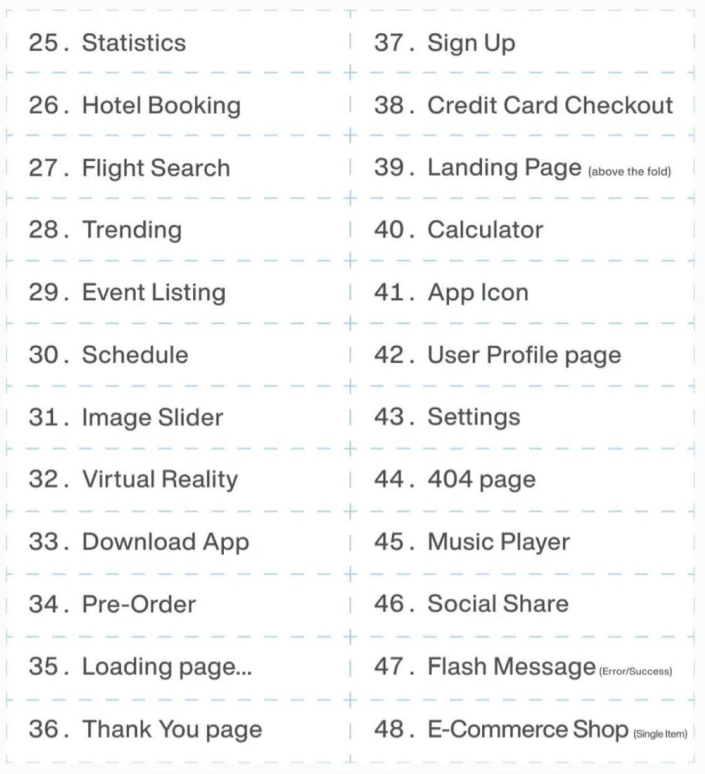 25. Statistics
26. Hotel Booking
27. Flight Search
28. Trending
29. Event Listing
30. Schedule
31. Image Slider
32. Virtual Reality
33. Download App
34. Pre-Order
35. Loading page...
36. Thank You page
37. Sign Up
38. Credit Card Checkout
39. Landing Page (above the fold)
40. Calculator
41. App Icon
42. User Profile page
43. Settings
44. 404 page
45. Music Player
46. Social Share
47. Flash Message (Error/Success)
48. E-Commerce Shop (Single Item)